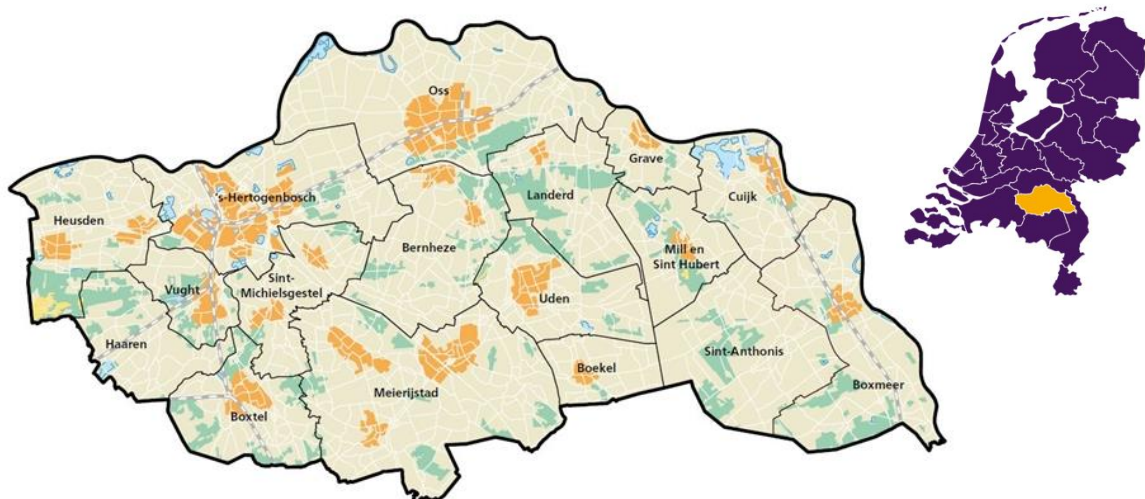 Oss
Grave
's-Hertogenbosch
Landerd
Cuijk
Heusden
Bernheze
Mill en
Sint Hubert
Sint-
Michielsgestel
Vught
Uden
Haaren
Sint-Anthonis
Boekel
Boxmeer
Meierijstad
Boxtel